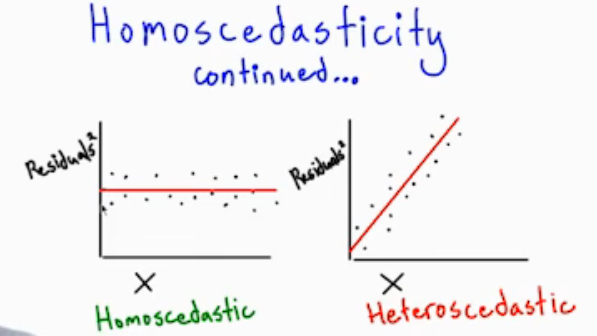 Homoscedasticity
continued...
Residuals²
Residuals²
X
X
Homoscedastic
Heteroscedastic